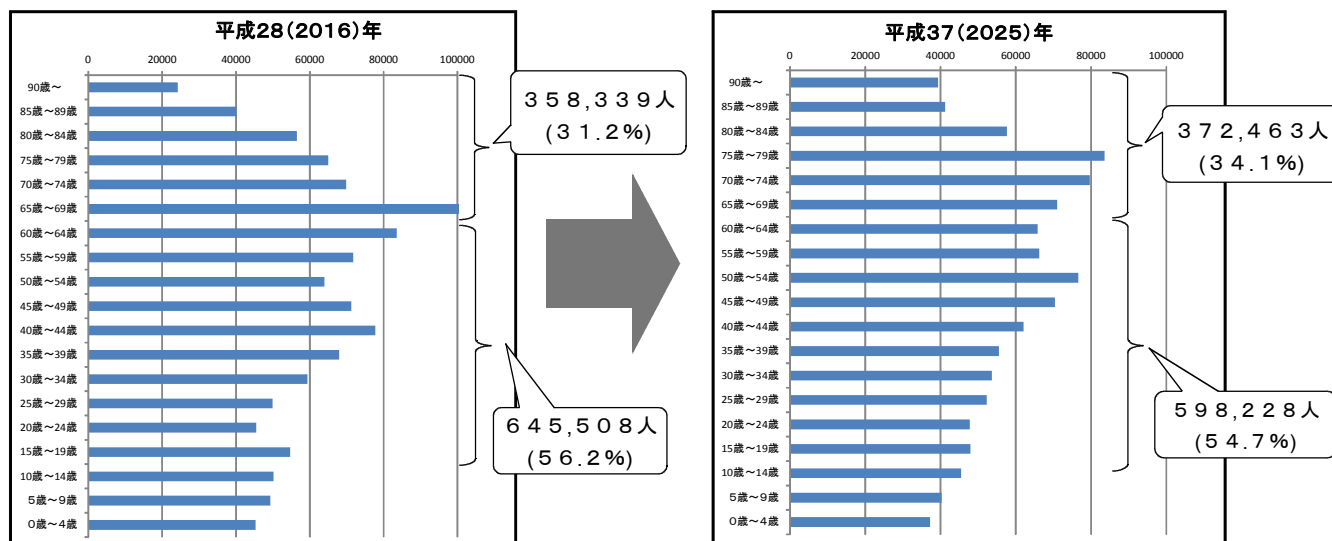 平成28(2016)年
0
20000
40000
60000
80000
100000
90歳～
85歳～89歳
80歳～84歳
75歳～79歳
70歳～74歳
65歳～69歳
60歳～64歳
55歳～59歳
50歳～54歳
45歳～49歳
40歳～44歳
35歳～39歳
30歳～34歳
25歳～29歳
20歳～24歳
15歳～19歳
10歳～14歳
5歳～9歳
0歳～4歳
３５８,３３９人
(３１.２%)
６４５,５０８人
(５６.２%)
平成37(2025)年
0
20000
40000
60000
80000
100000
90歳～
85歳～89歳
80歳～84歳
75歳～79歳
70歳～74歳
65歳～69歳
60歳～64歳
55歳～59歳
50歳～54歳
45歳～49歳
40歳～44歳
35歳～39歳
30歳～34歳
25歳～29歳
20歳～24歳
15歳～19歳
10歳～14歳
5歳～9歳
0歳～4歳
３７２,４６３人
(３４.１%)
５９８,２２８人
(５４.７%)